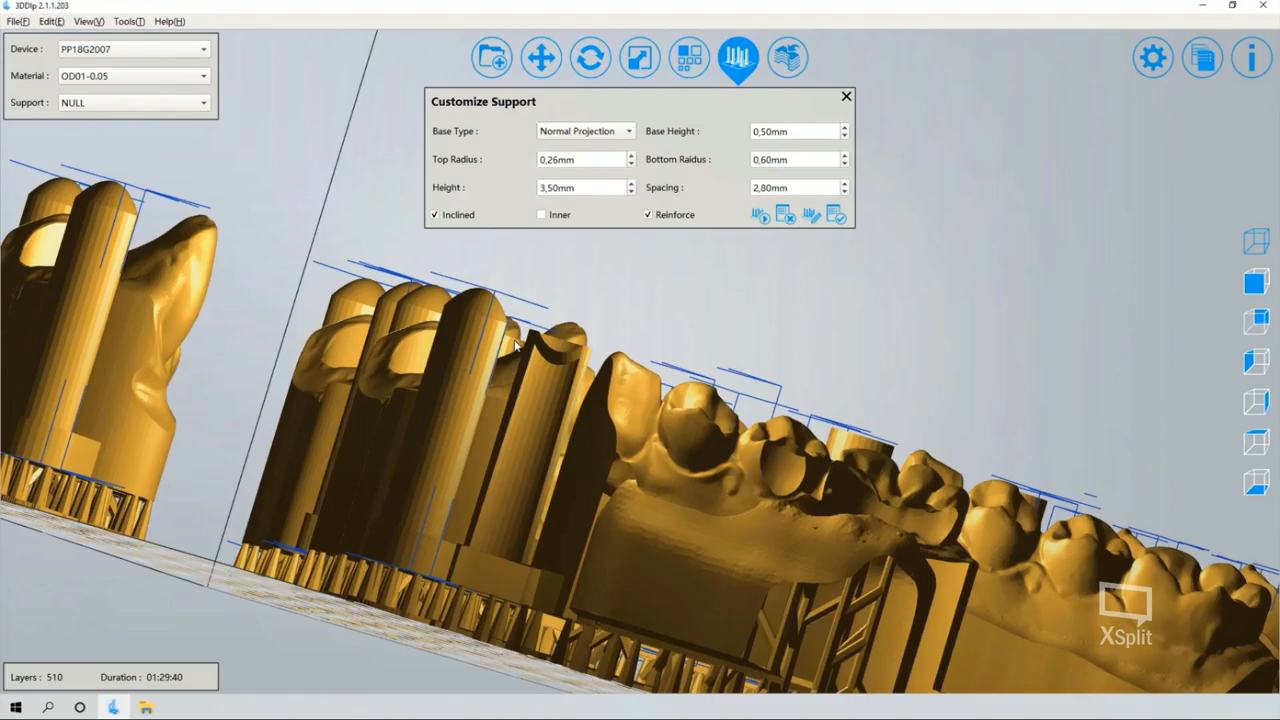 3DDlp 2.1.1.203
File(F) Edit(E) View(V) Tools(T) Help(H)
Device : PP18G2007
Material : OD01-0.05
Support : NULL
Customize Support
Base Type : Normal Projection Base Height : 0,50mm
Top Radius : 0,26mm Bottom Raidus : 0,60mm
Height : 3,50mm Spacing : 2,80mm
Inclined Inner Reinforce
XSplit
Layers : 510 Duration : 01:29:40